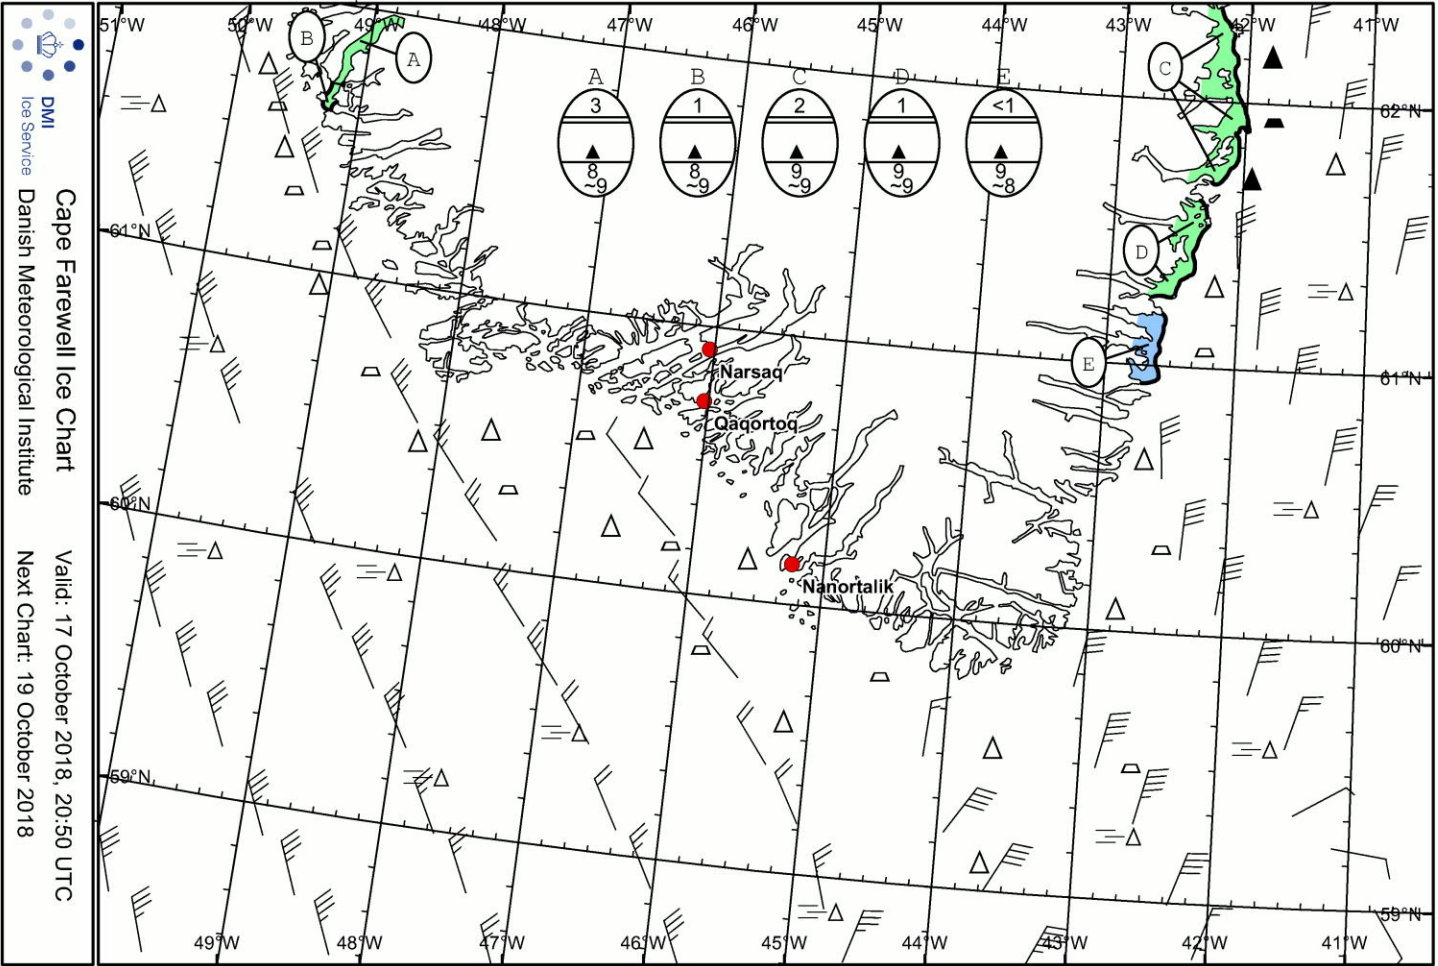 DMI
Ice Service
Cape Farewell Ice Chart
Danish Meteorological Institute
Valid: 17 October 2018, 20:50 UTC
Next Chart: 19 October 2018
51°W 50°W 49°W 48°W 47°W 46°W 45°W 44°W 43°W 42°W 41°W
B
A
C
A B C D E
3 1 2 1 <1
8 8 9 9 9
~9 ~9 ~9 ~9 ~8
62°N
61°N
D
E
61°N
Narsaq
Qaqortoq
60°N
Nanortalik
60°N
59°N
59°N
49°W 48°W 47°W 46°W 45°W 44°W 43°W 42°W 41°W